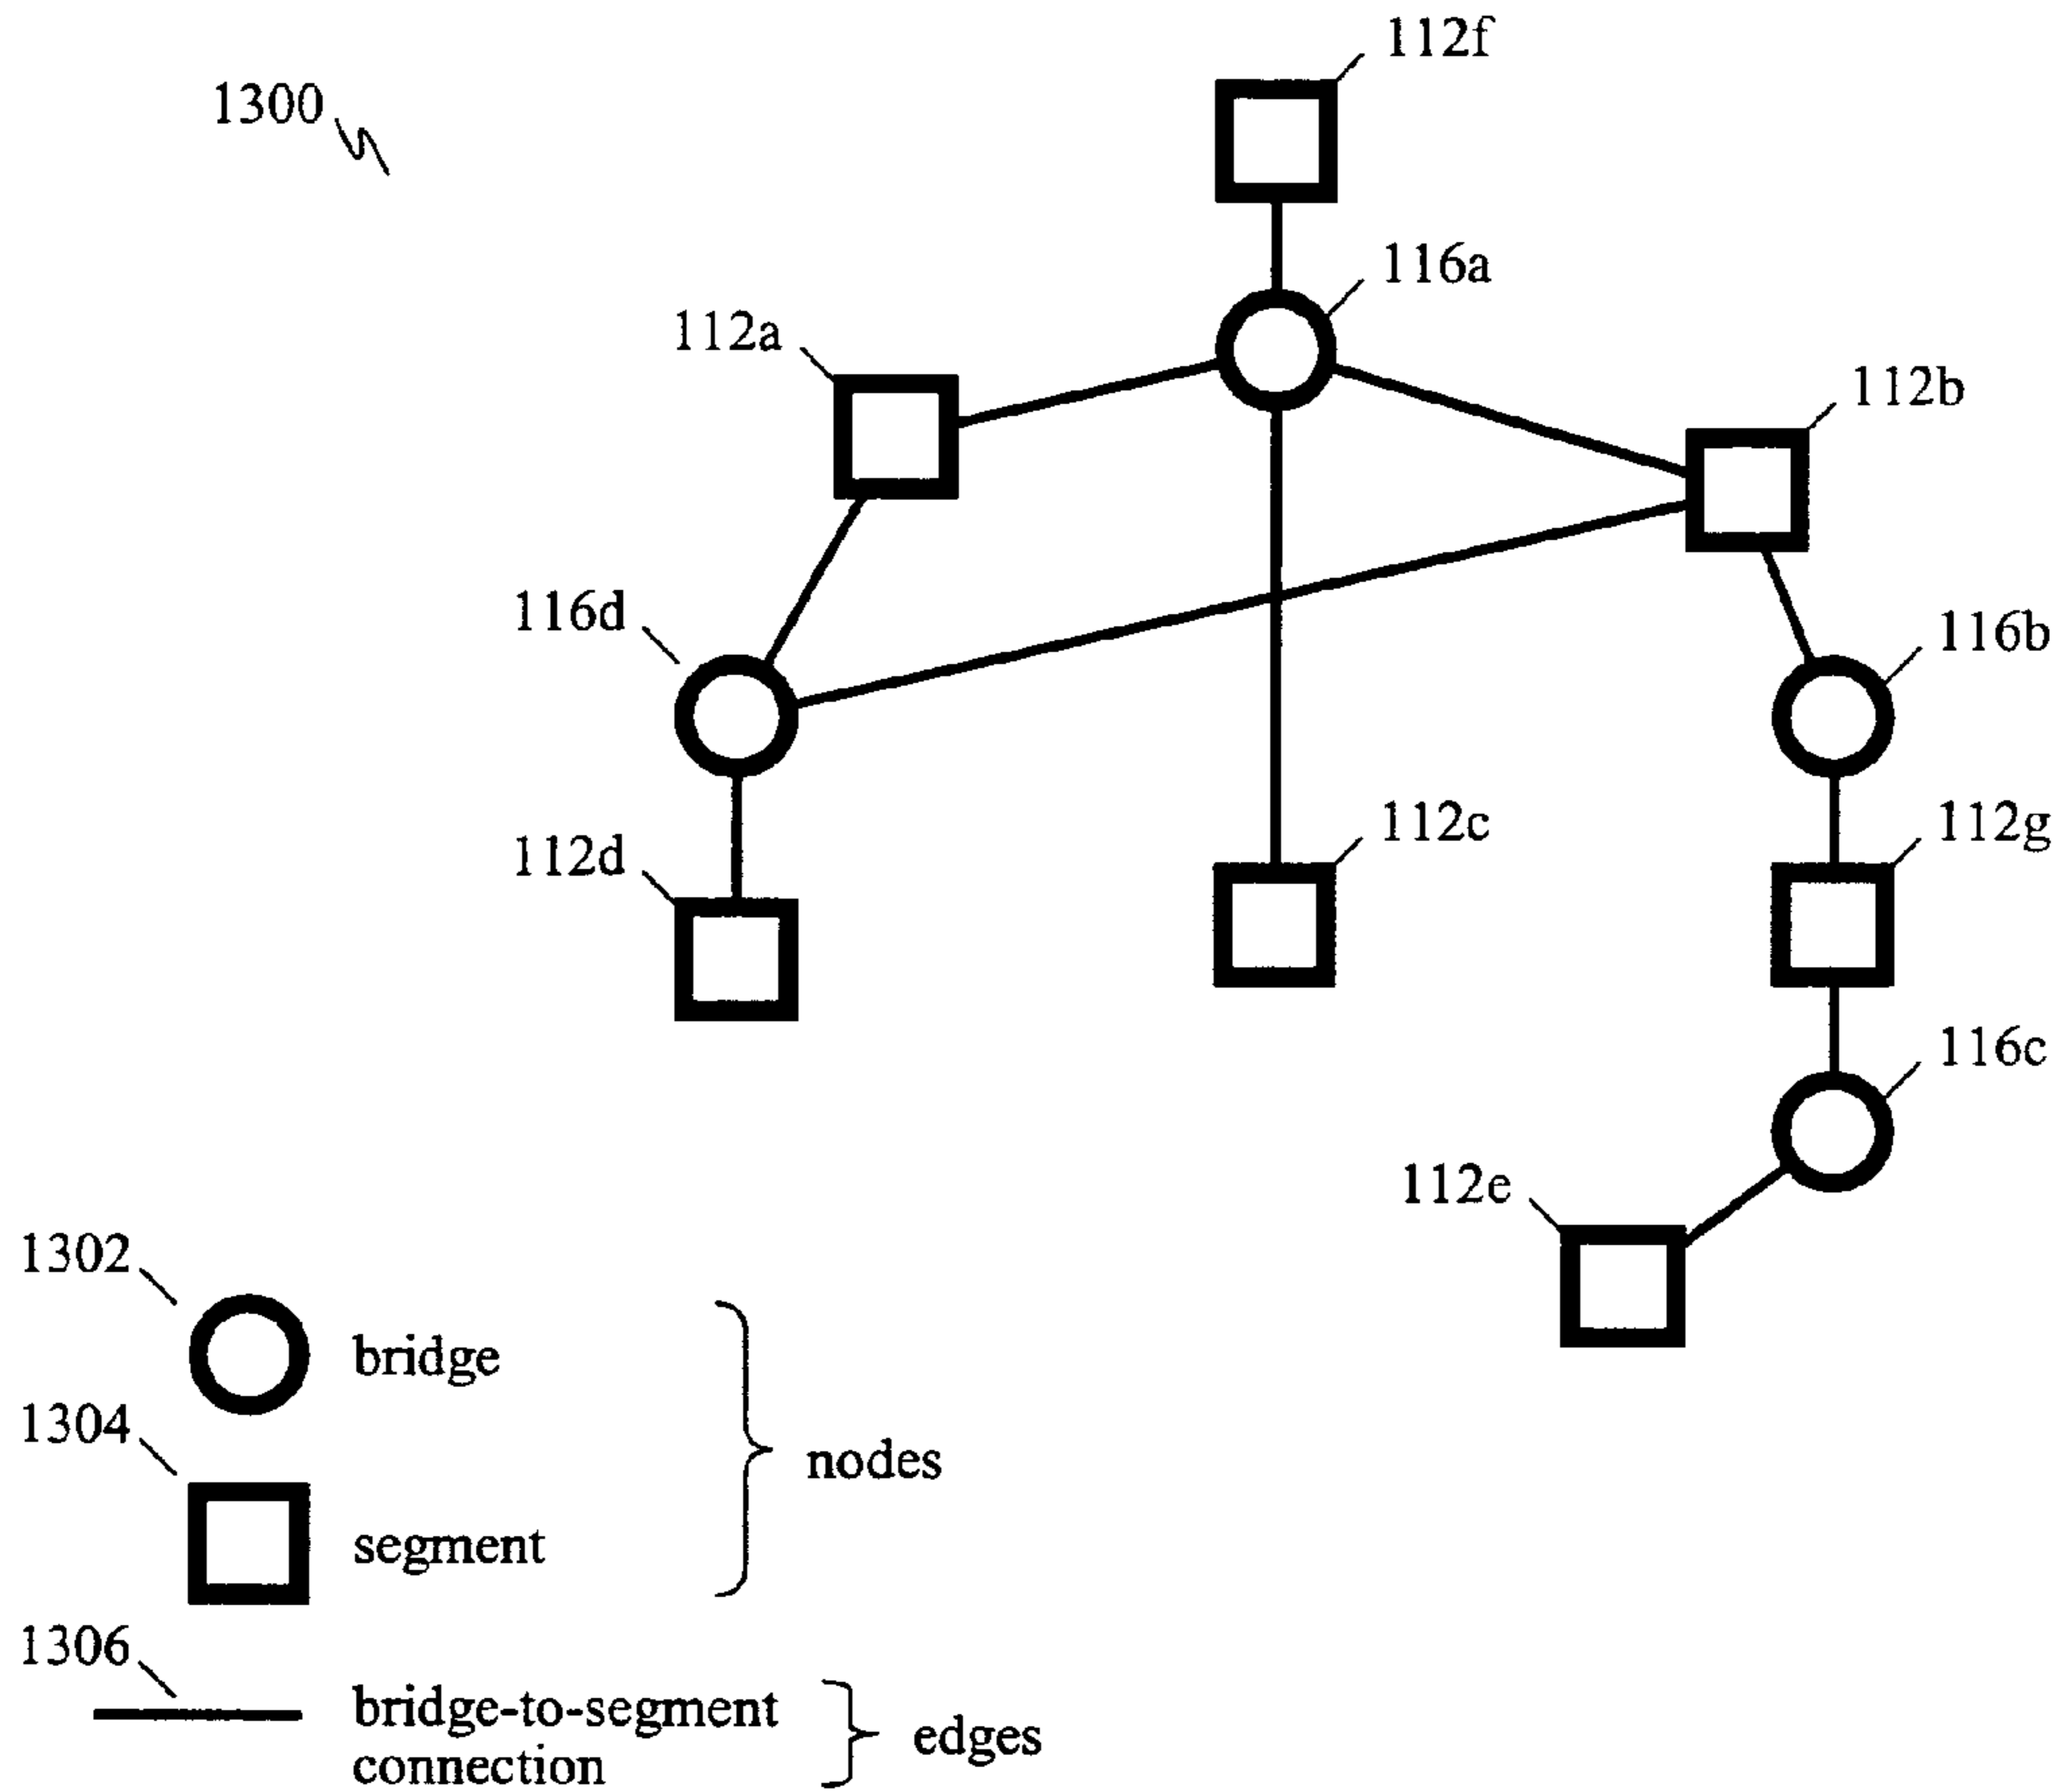 112f
1300
116a
112a
112b
116d
116b
112c
112g
112d
116c
112e
1302
bridge
1304
nodes
segment
1306
bridge-to-segment
connection
edges